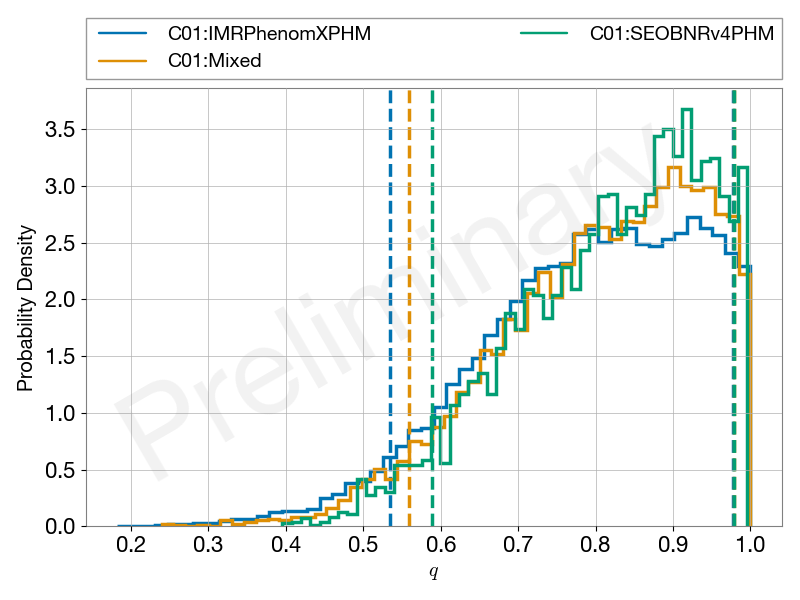 C01:IMRPhenomXPHM
C01:Mixed
C01:SEOBNRv4PHM
Preliminary
Probability Density
3.5
3.0
2.5
2.0
1.5
1.0
0.5
0.0
0.2 0.3 0.4 0.5 0.6 0.7 0.8 0.9 1.0
q